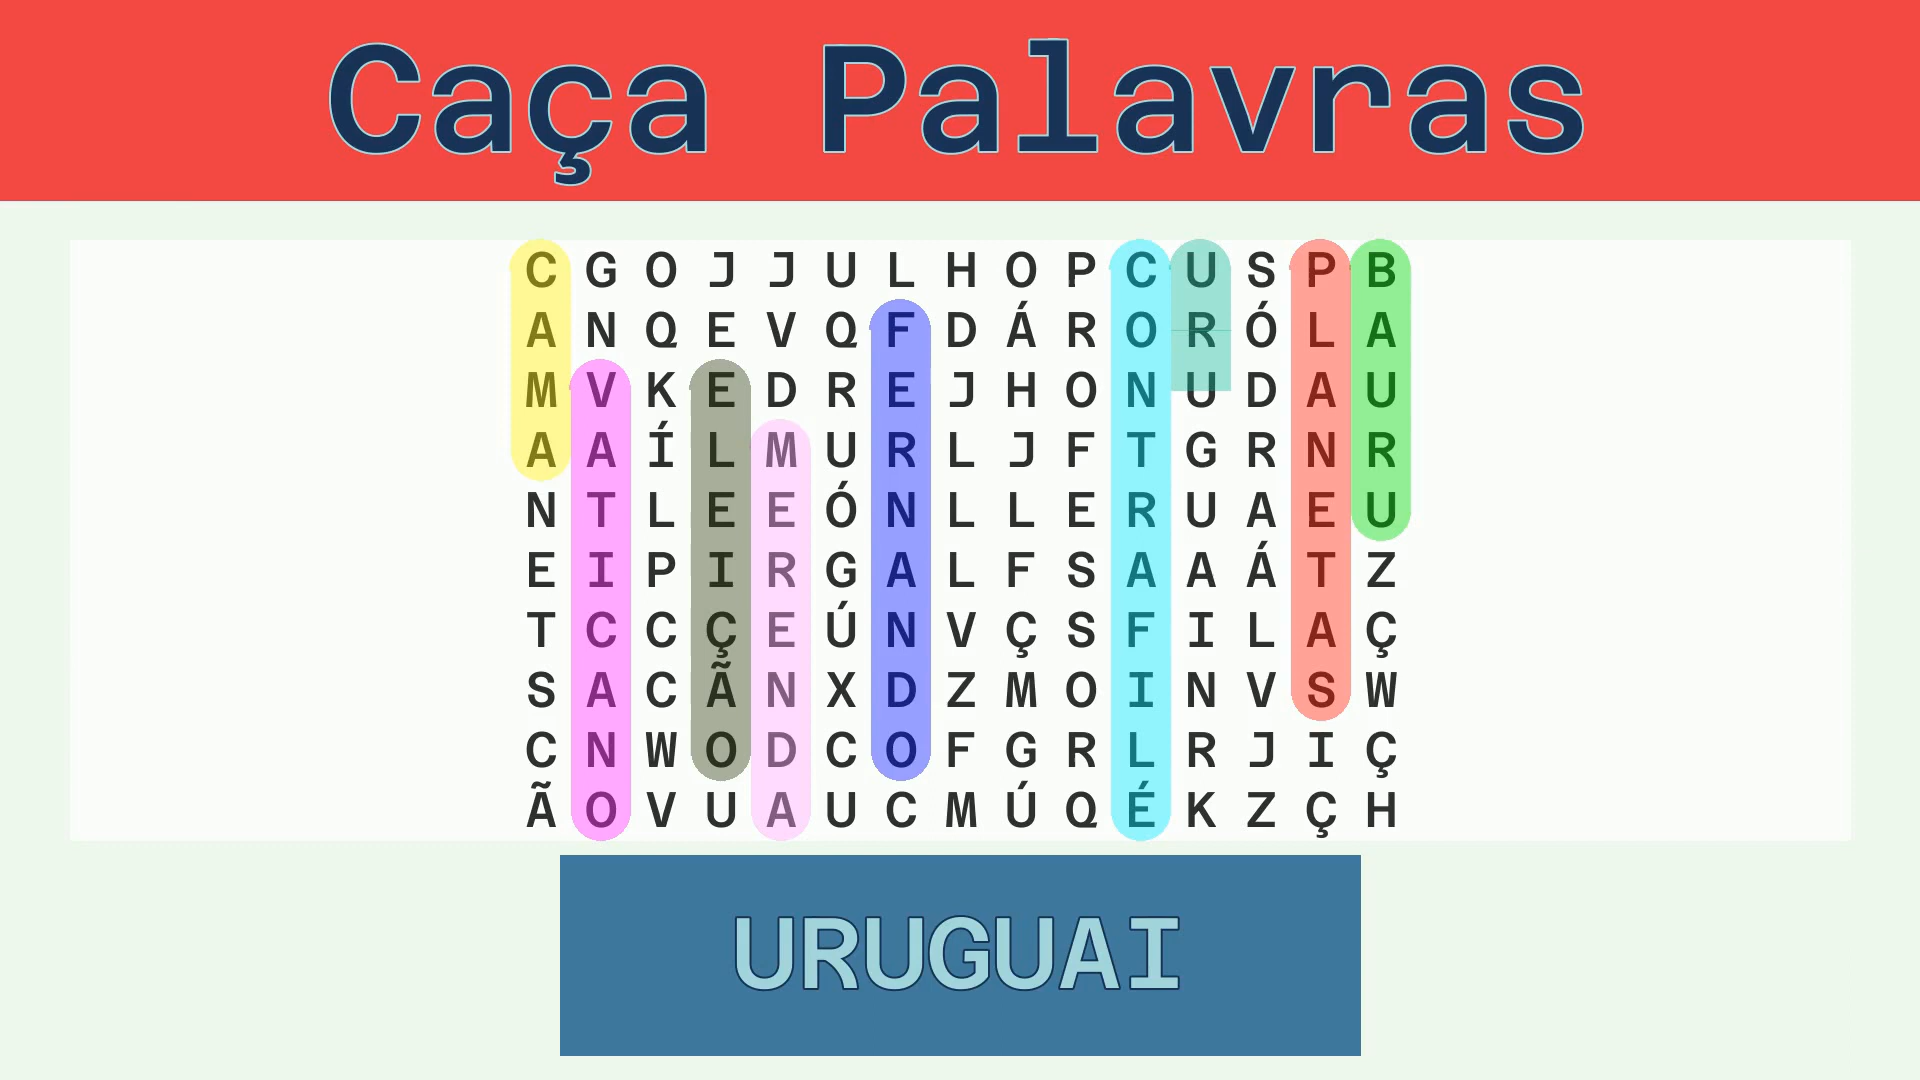 Caça Palavras
C G O J J U L H O P C U S P B
A N Q E V Q F D Á R O R Ó L A
M V K E D R E J H O N U D A U
A A Í L M U R L J F T G R N R
N T L E E Ó N L L E R U A E U
E I P I R G A L F S A A Á T Z
T C C Ç E Ú N V Ç S F I L A Ç
S A C Ã N X D Z M O I N V S W
C N W O D C O F G R L R J I Ç
Ã O V U A U C M Ú Q É K Z Ç H
URUGUAI